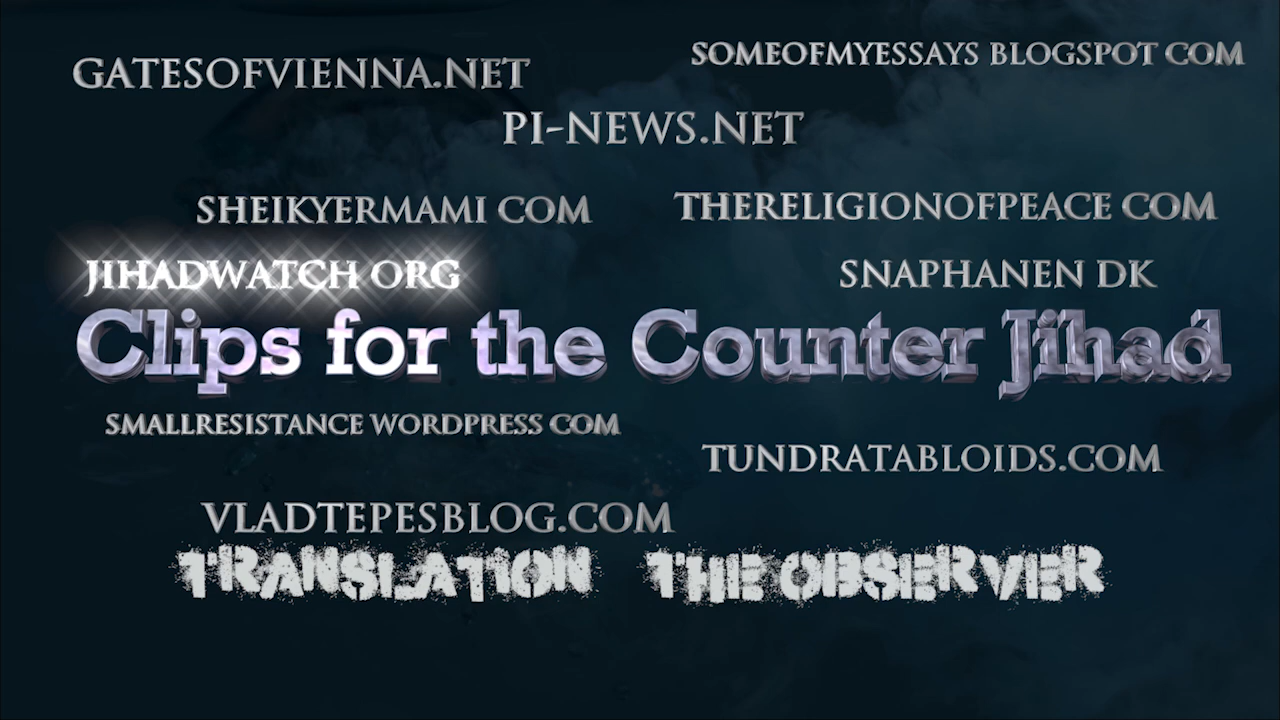 GATESOFVIENNA.NET
SOMEOFMYESSAYS BLOGSPOT COM
PI-NEWS.NET
SHEIKYERMAMI COM
THERELIGIONOFPEACE COM
JIHADWATCH ORG
SNAPHANEN DK
Clips for the Counter Jihad
SMALLRESISTANCE WORDPRESS COM
TUNDRATABLOIDS.COM
VLADTEPESBLOG.COM
TRANSLATION THE OBSERVER